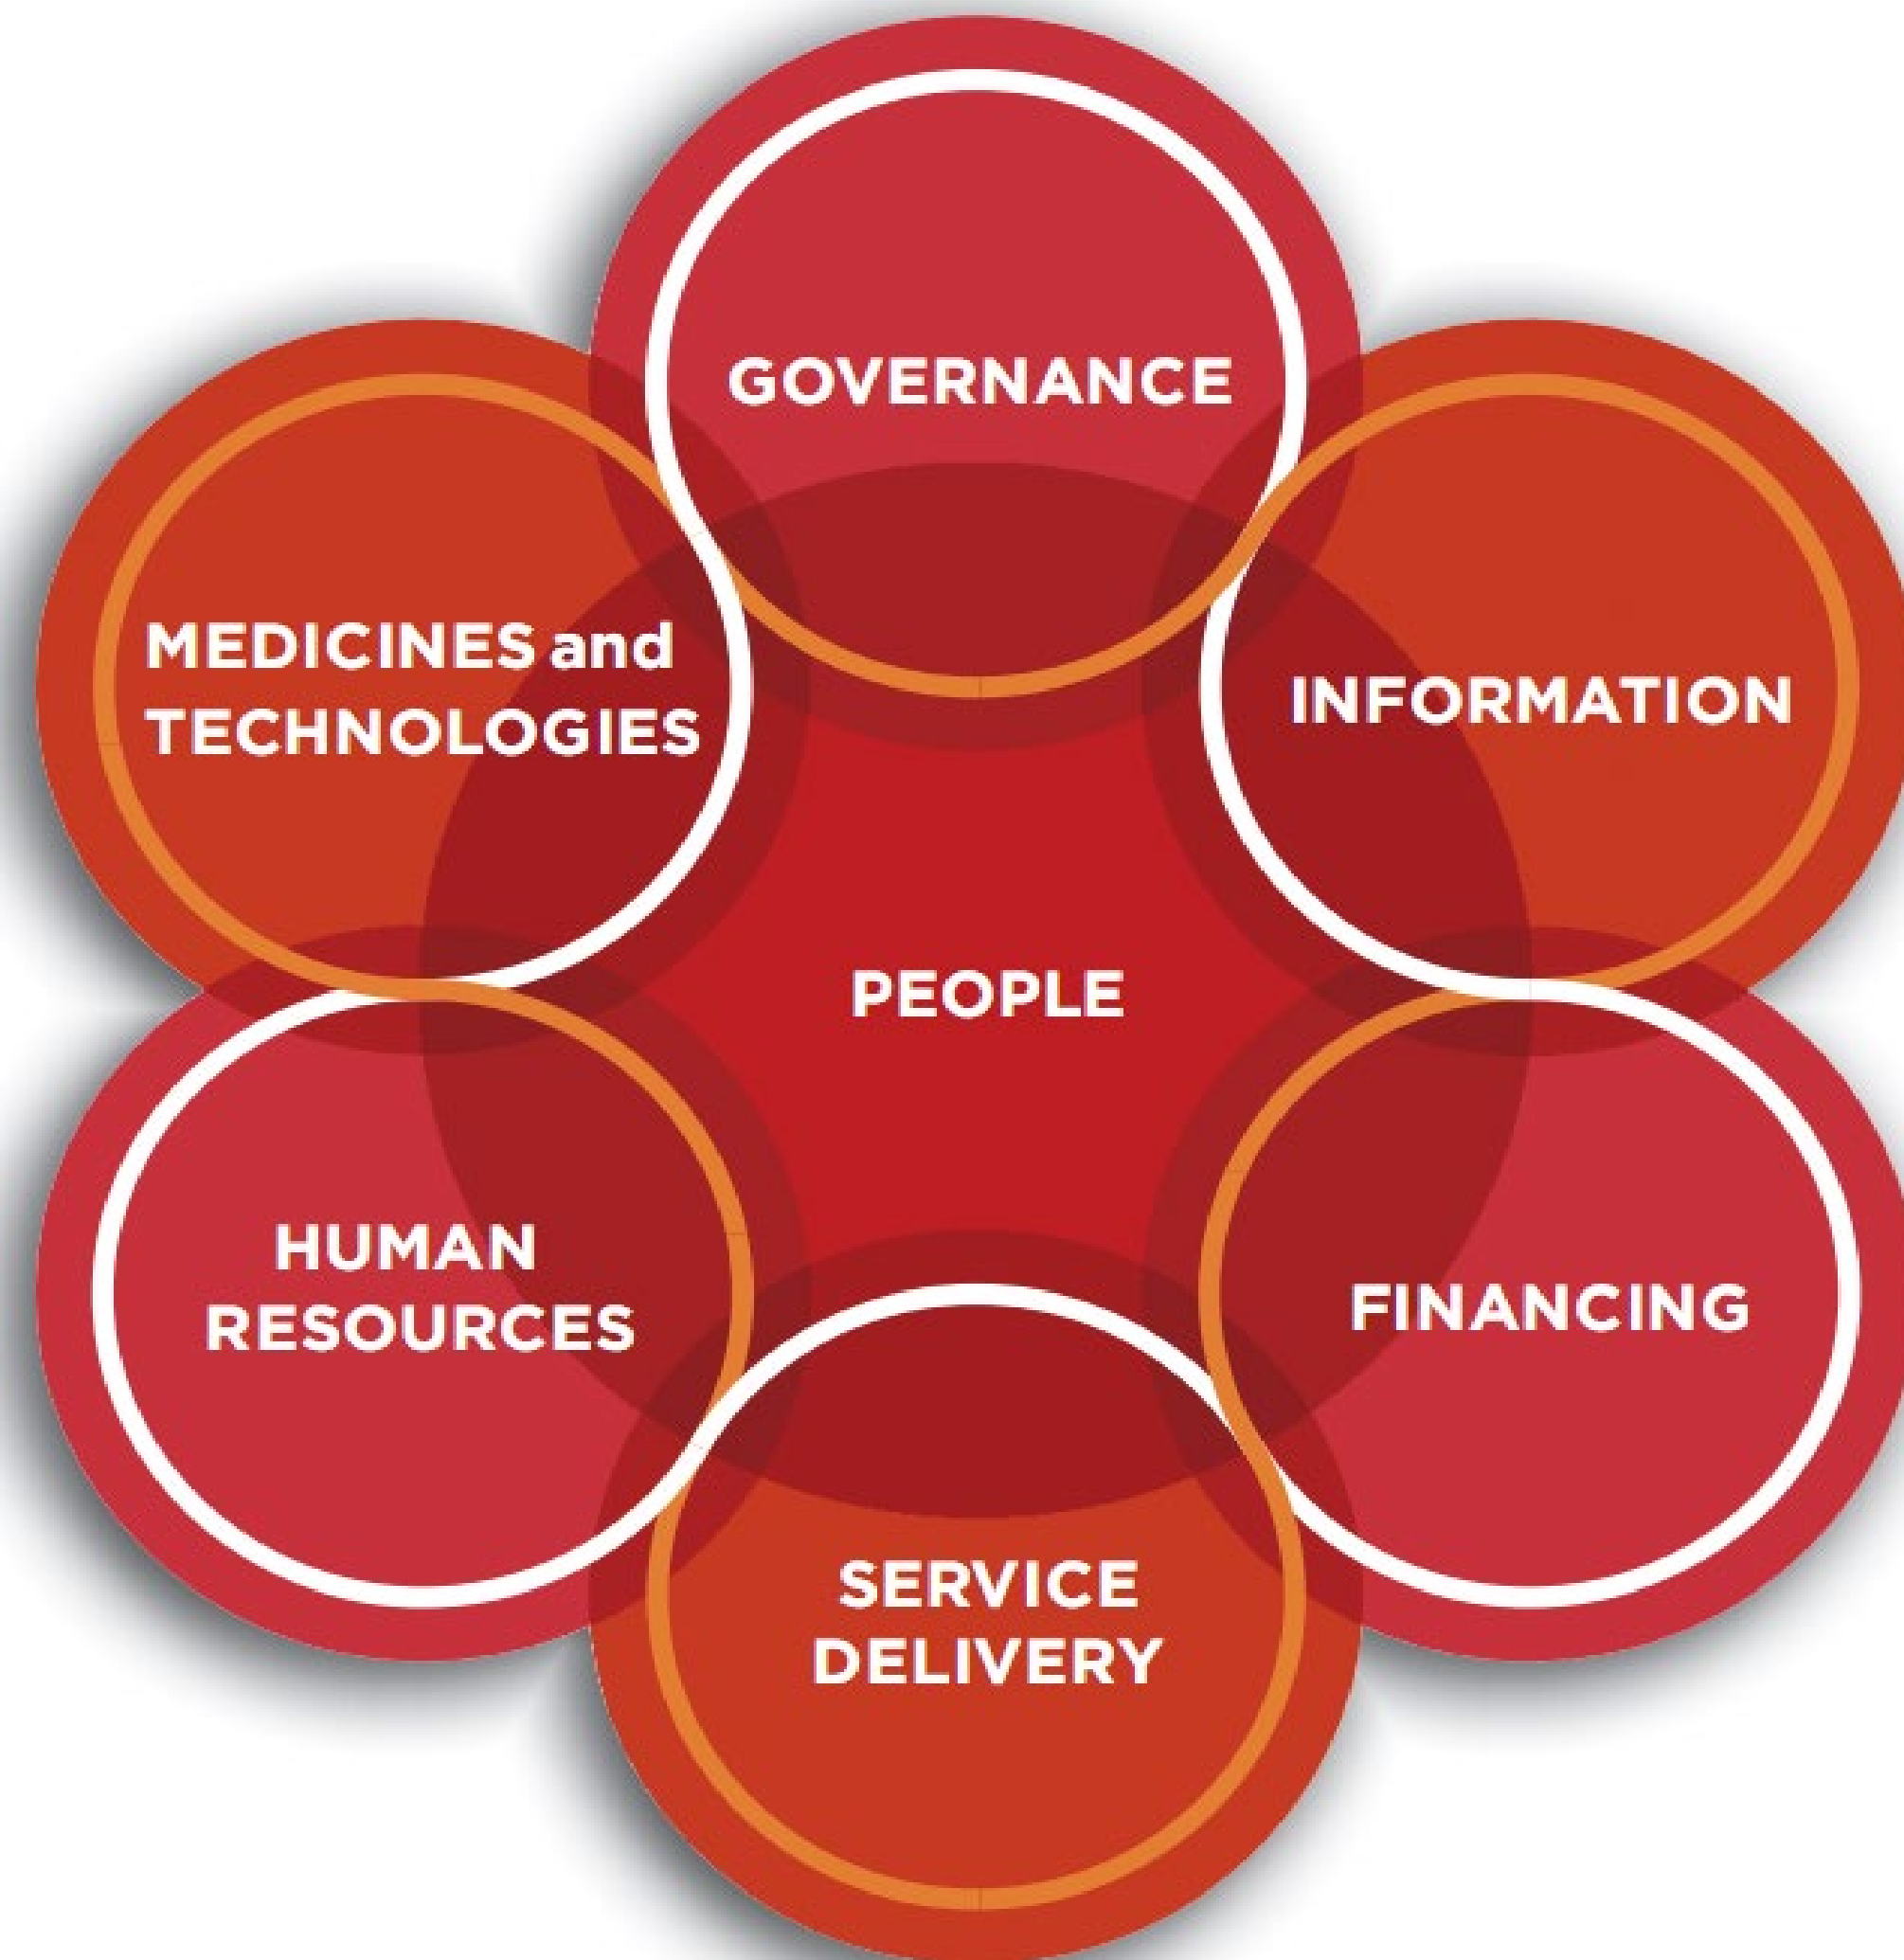 GOVERNANCE
MEDICINES and
TECHNOLOGIES
INFORMATION
PEOPLE
HUMAN
RESOURCES
FINANCING
SERVICE
DELIVERY